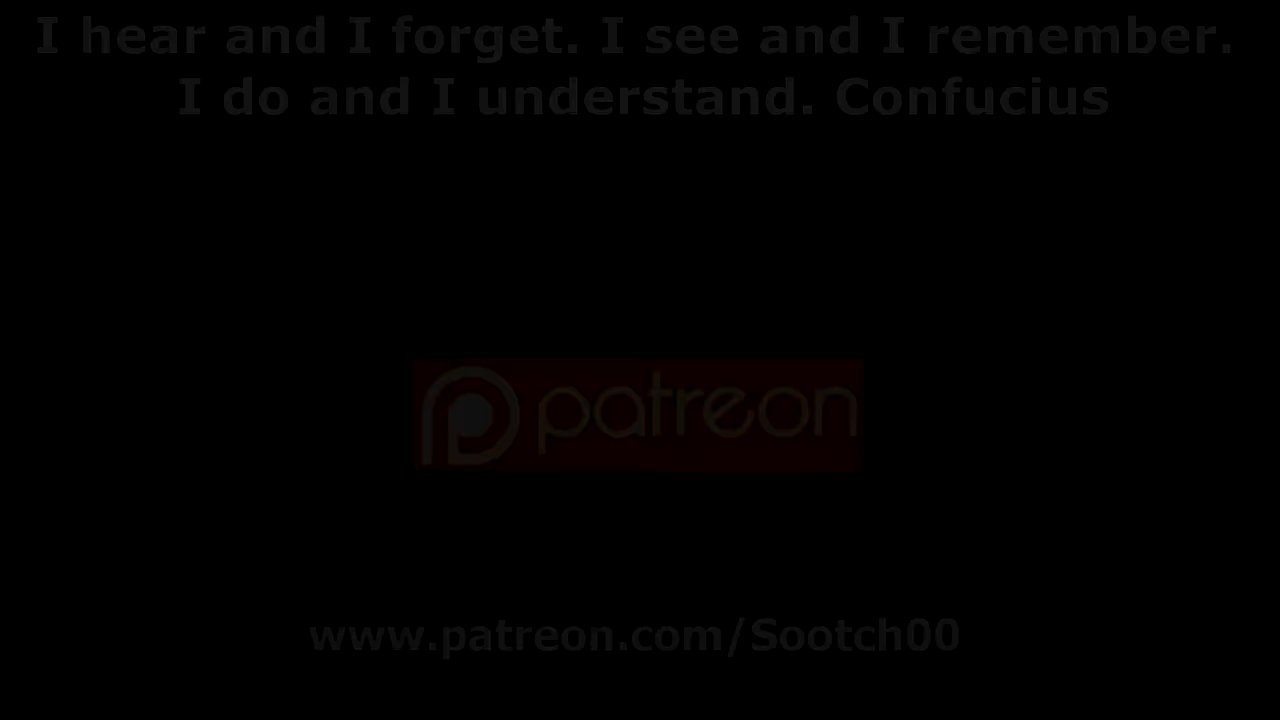 I hear and I forget. I see and I remember.
I do and I understand. Confucius
patreon
www.patreon.com/Sootch00